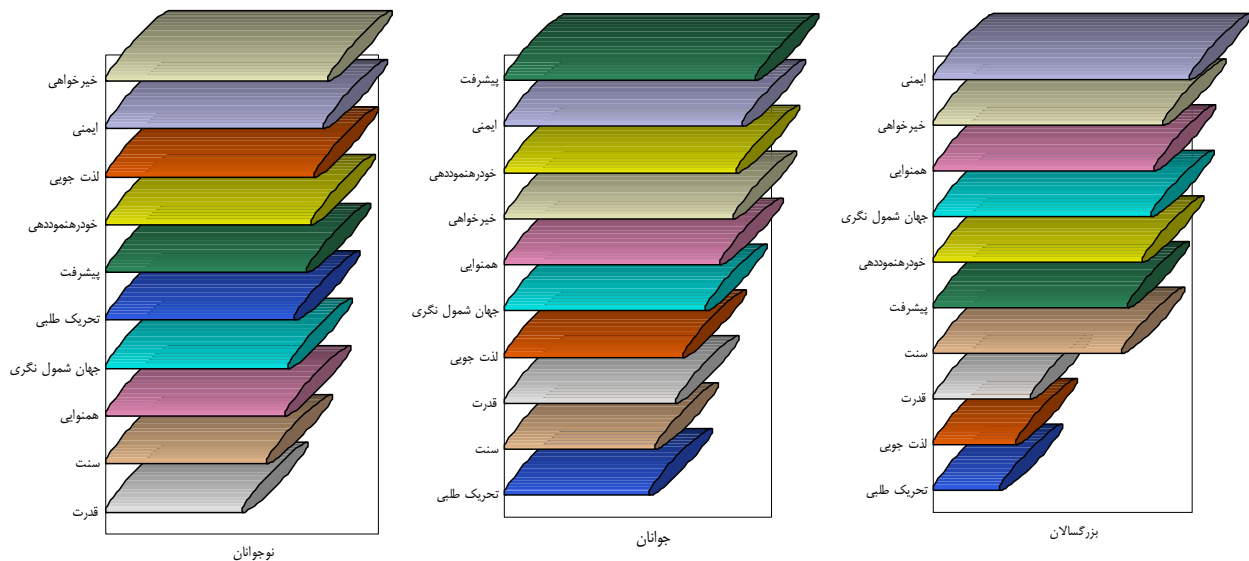 خیرخواهی
ایمنی
لذت جویی
خودرهنموددهی
پیشرفت
تحریک طلبی
جهان شمول نگری
همنوایی
سنت
قدرت
نوجوانان
پیشرفت
ایمنی
خودرهنموددهی
خیرخواهی
همنوایی
جهان شمول نگری
لذت جویی
قدرت
سنت
تحریک طلبی
جوانان
ایمنی
خیرخواهی
همنوایی
جهان شمول نگری
خودرهنموددهی
پیشرفت
سنت
قدرت
لذت جویی
تحریک طلبی
بزرگسالان